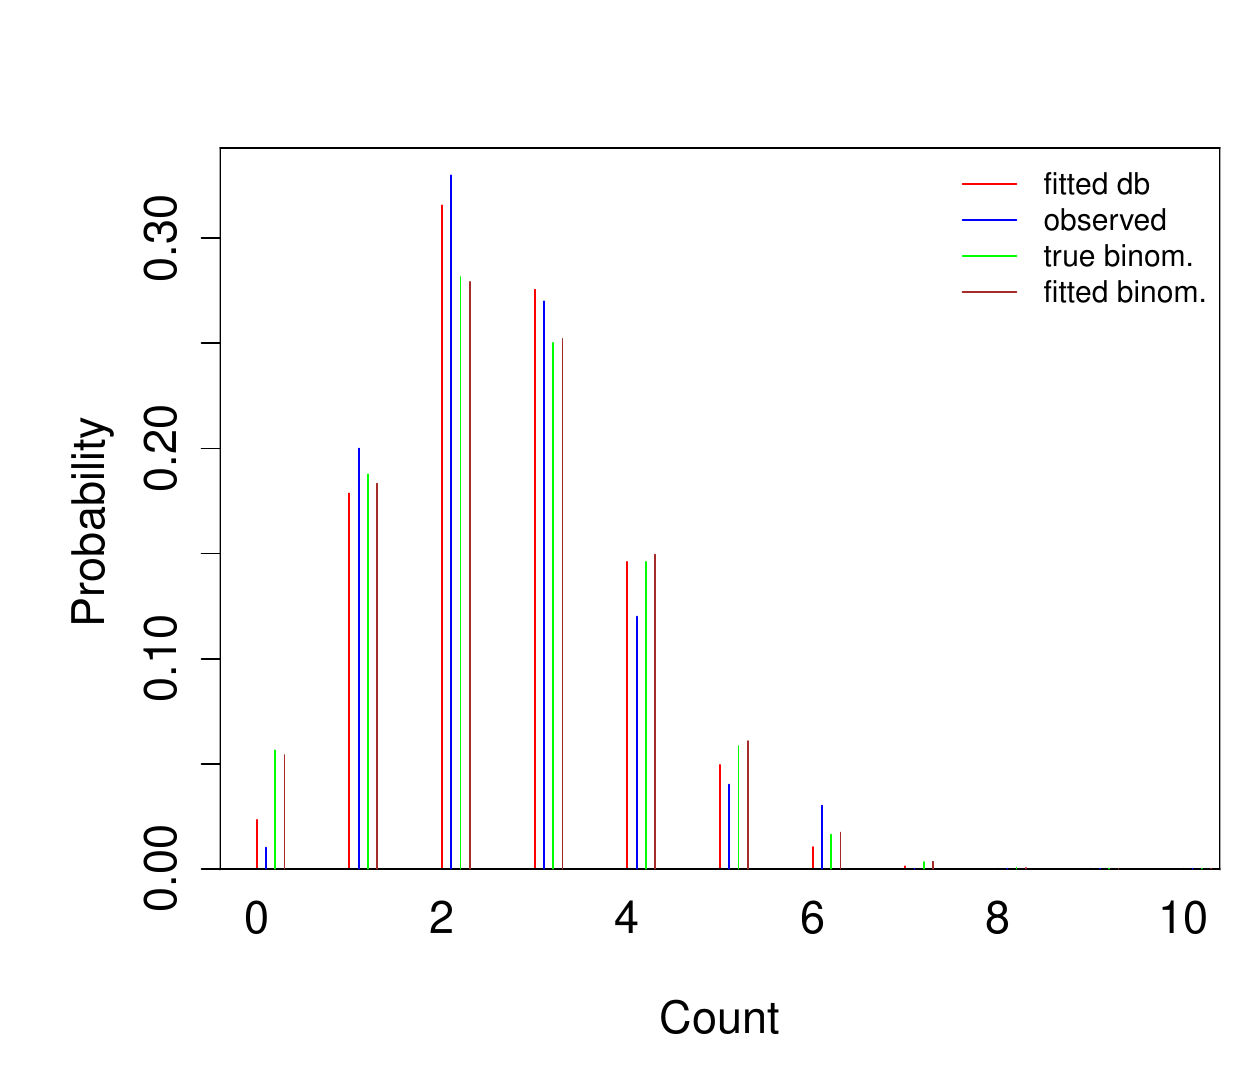 fitted db
observed
true binom.
fitted binom.
Probability
0.30
0.20
0.10
0.00
0 2 4 6 8 10
Count